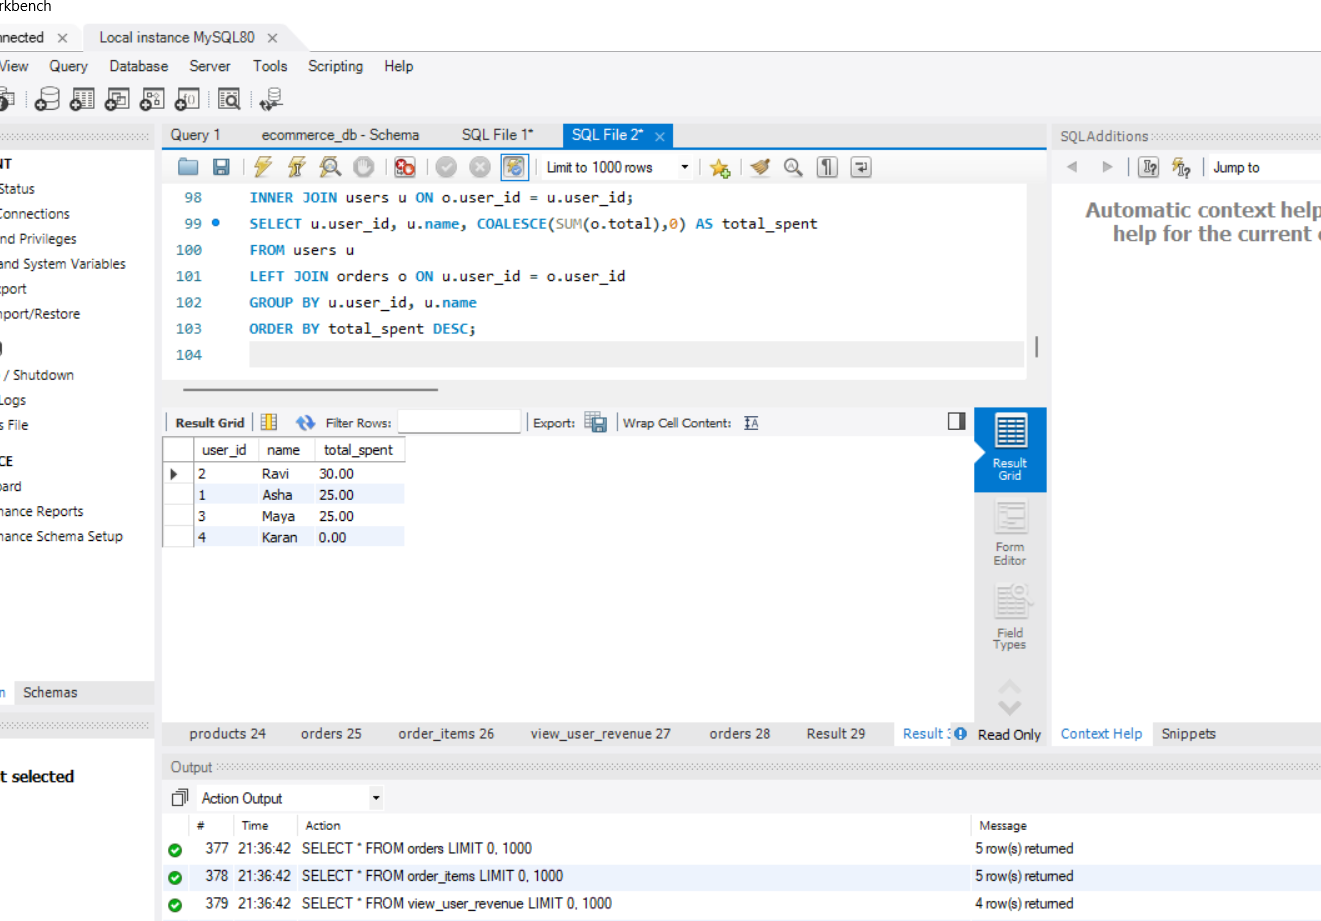 rkbench
nnected
Local instance MySQL80
View Query Database Server Tools Scripting Help
Query 1
ecommerce_db - Schema
SQL File 1*
SQL File 2*
SQLAdditions
Limit to 1000 rows
Jump to
NT
Status
Connections
nd Privileges
and System Variables
xport
mport/Restore
/ Shutdown
Logs
s File
CE
oard
mance Reports
mance Schema Setup
98 INNER JOIN users u ON o.user_id = u.user_id;
99 SELECT u.user_id, u.name, COALESCE(SUM(o.total),0) AS total_spent
100 FROM users u
101 LEFT JOIN orders o ON u.user_id = o.user_id
102 GROUP BY u.user_id, u.name
103 ORDER BY total_spent DESC;
104
Automatic context help
help for the current
Result Grid Filter Rows: Export: Wrap Cell Content:
user_id name total_spent
2 Ravi 30.00
1 Asha 25.00
3 Maya 25.00
4 Karan 0.00
Result
Grid
Form
Editor
Field
Types
Schemas
t selected
products 24 orders 25 order_items 26 view_user_revenue 27 orders 28 Result 29 Result 3
Read Only
Context Help Snippets
Output
Action Output
# Time Action Message
377 21:36:42 SELECT * FROM orders LIMIT 0, 1000 5 row(s) returned
378 21:36:42 SELECT * FROM order_items LIMIT 0, 1000 5 row(s) returned
379 21:36:42 SELECT * FROM view_user_revenue LIMIT 0, 1000 4 row(s) returned